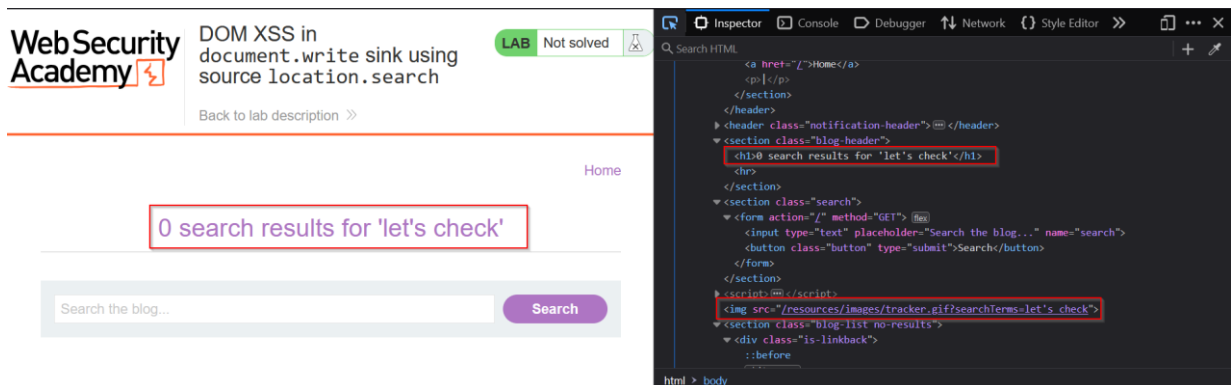 Web Security
Academy
DOM XSS in
document.write sink using
source location.search
LAB Not solved
Back to lab description
Home
0 search results for 'let's check'
Search the blog...
Search
Inspector Console Debugger Network {} Style Editor
Search HTML
<a href="/">Home</a>
<p>|</p>
</section>
</header>
<header class="notification-header"></header>
<section class="blog-header">
<h1>0 search results for 'let's check'</h1>
<hr>
</section>
<section class="search">
<form action="/" method="GET"> flex
<input type="text" placeholder="Search the blog..." name="search">
<button class="button" type="submit">Search</button>
</form>
</section>
<script></script>
<img src="/resources/images/tracker.gif?searchTerms=let's check">
<section class="blog-list no-results">
<div class="is-linkback">
::before
html > body